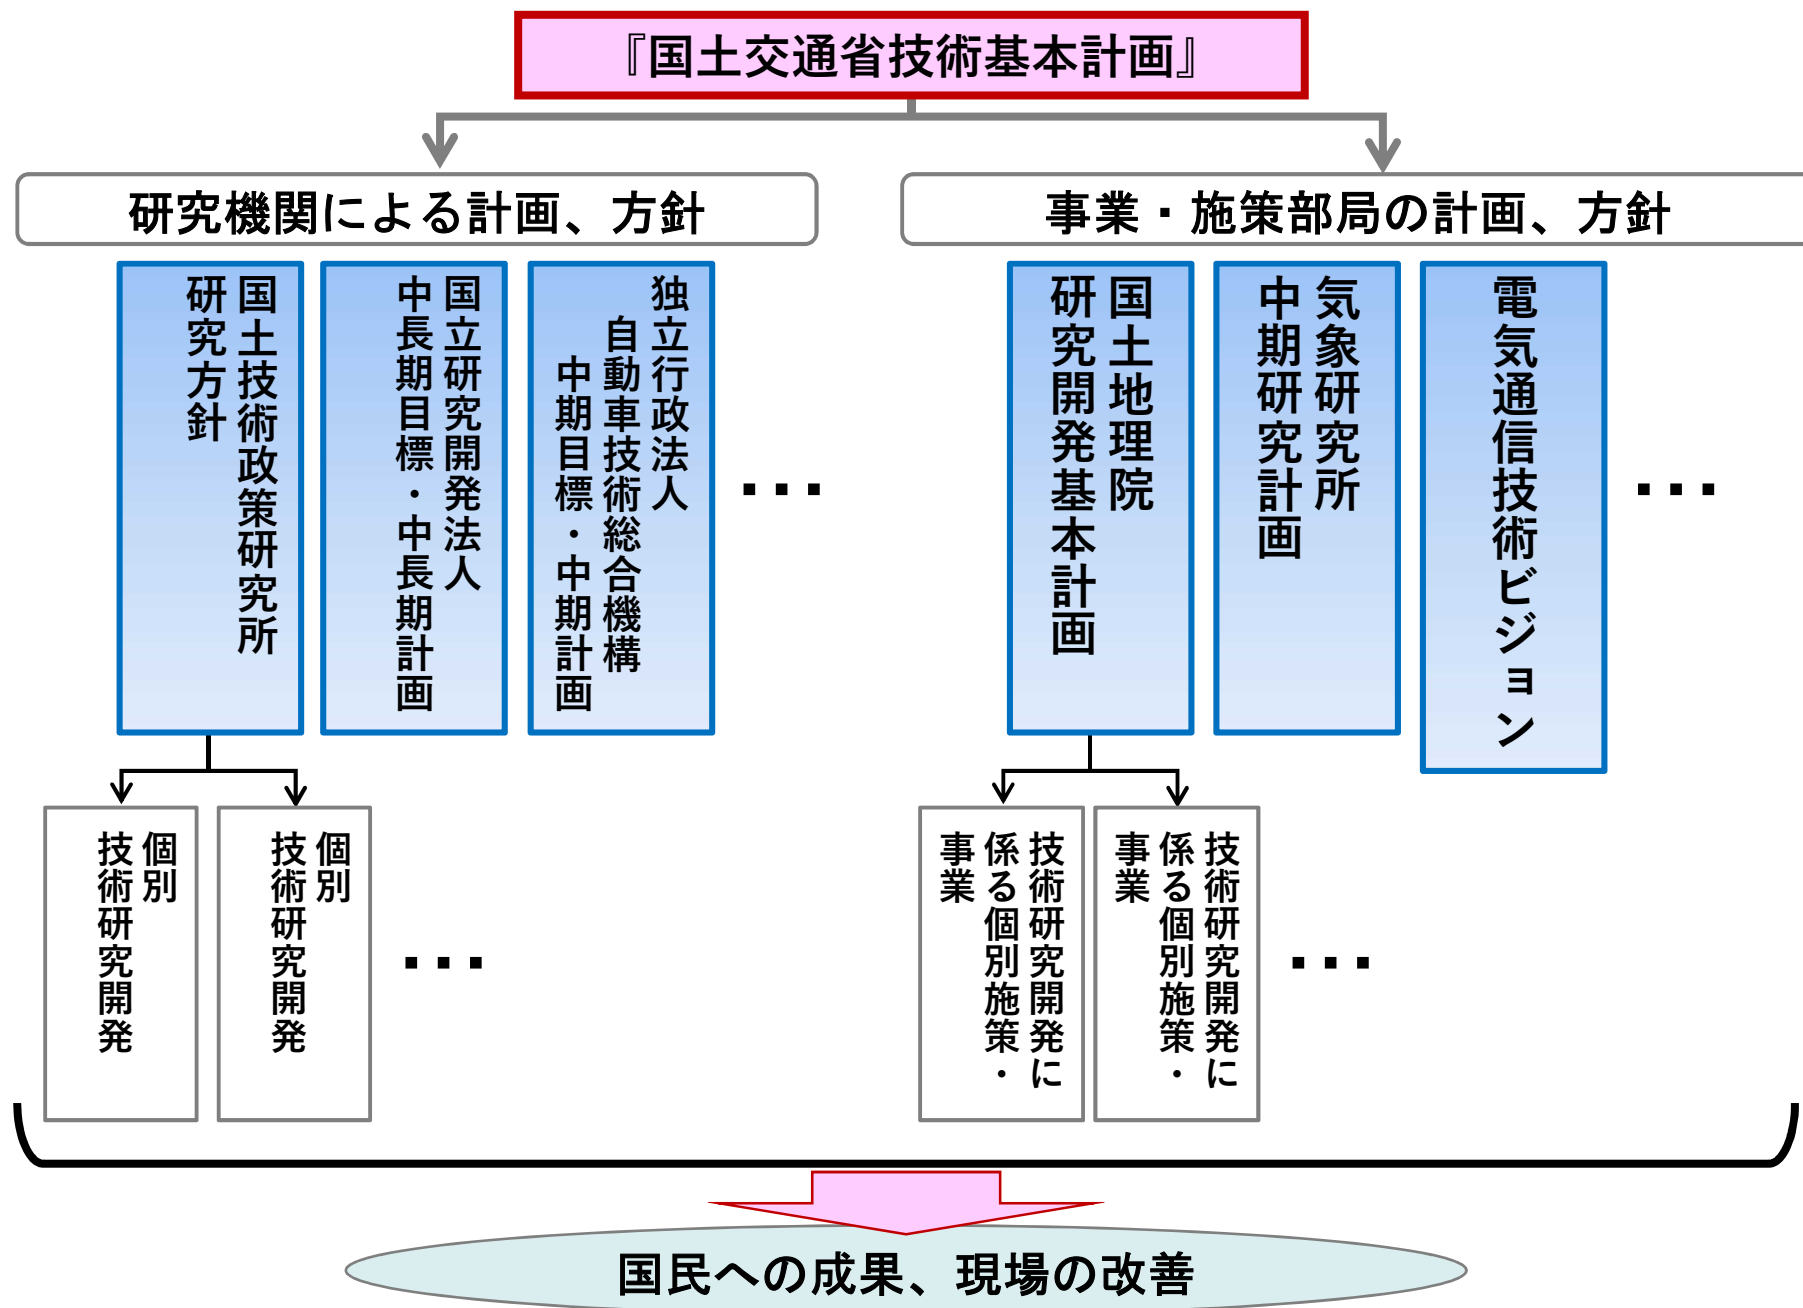 『国土交通省技術基本計画』
研究機関による計画、方針
事業・施策部局の計画、方針
国土技術政策研究所
研究方針
国立研究開発法人
中長期目標・中長期計画
独立行政法人
自動車技術総合機構
中期目標・中期計画
･･･
国土地理院
研究開発基本計画
気象研究所
中期研究計画
電気通信技術ビジョン
･･･
個別
技術研究開発
個別
技術研究開発
･･･
技術研究開発に
係る個別施策・
事業
技術研究開発に
係る個別施策・
事業
･･･
国民への成果、現場の改善